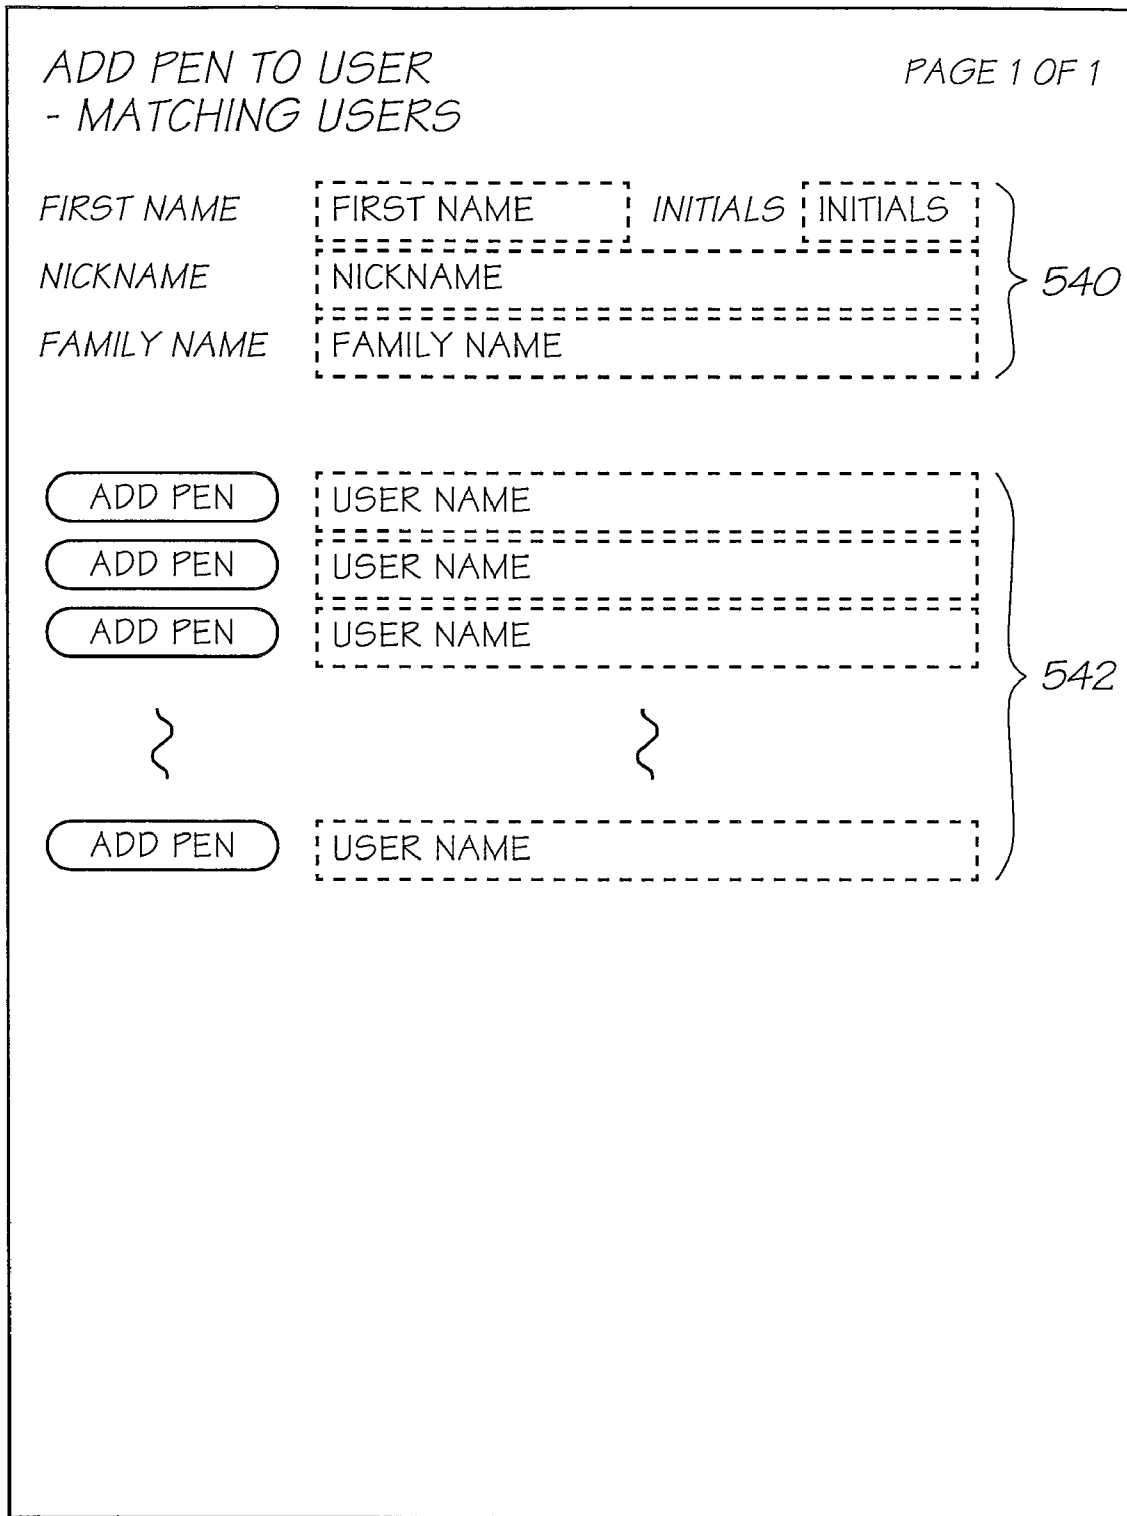 ADD PEN TO USER PAGE 1 OF 1
- MATCHING USERS
FIRST NAME FIRST NAME INITIALS INITIALS
NICKNAME NICKNAME 540
FAMILY NAME FAMILY NAME
ADD PEN USER NAME
ADD PEN USER NAME
ADD PEN USER NAME
542
ADD PEN USER NAME